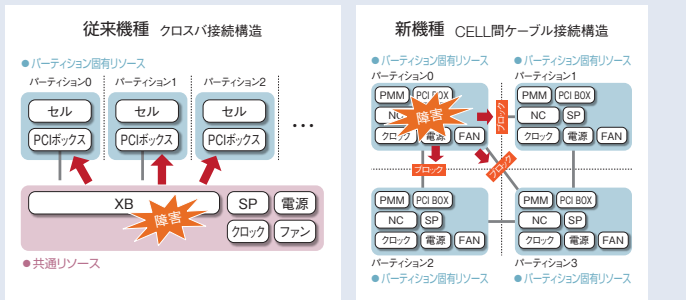 従来機種 クロスバ接続構造
●パーティション固有リソース
パーティション0 パーティション1 パーティション2
セル セル セル
PCIボックス PCIボックス PCIボックス
…
XB SP 電源
障害
クロック ファン
●共通リソース
新機種 CELL間ケーブル接続構造
●パーティション固有リソース ●パーティション固有リソース
パーティション0 パーティション1
PMM PCI BOX PMM PCI BOX
NC 障害 ブロック NC SP
クロック 電源 FAN クロック 電源 FAN
ブロック ブロック
PMM PCI BOX PMM PCI BOX
NC SP NC SP
クロック 電源 FAN クロック 電源 FAN
パーティション2 パーティション3
●パーティション固有リソース ●パーティション固有リソース